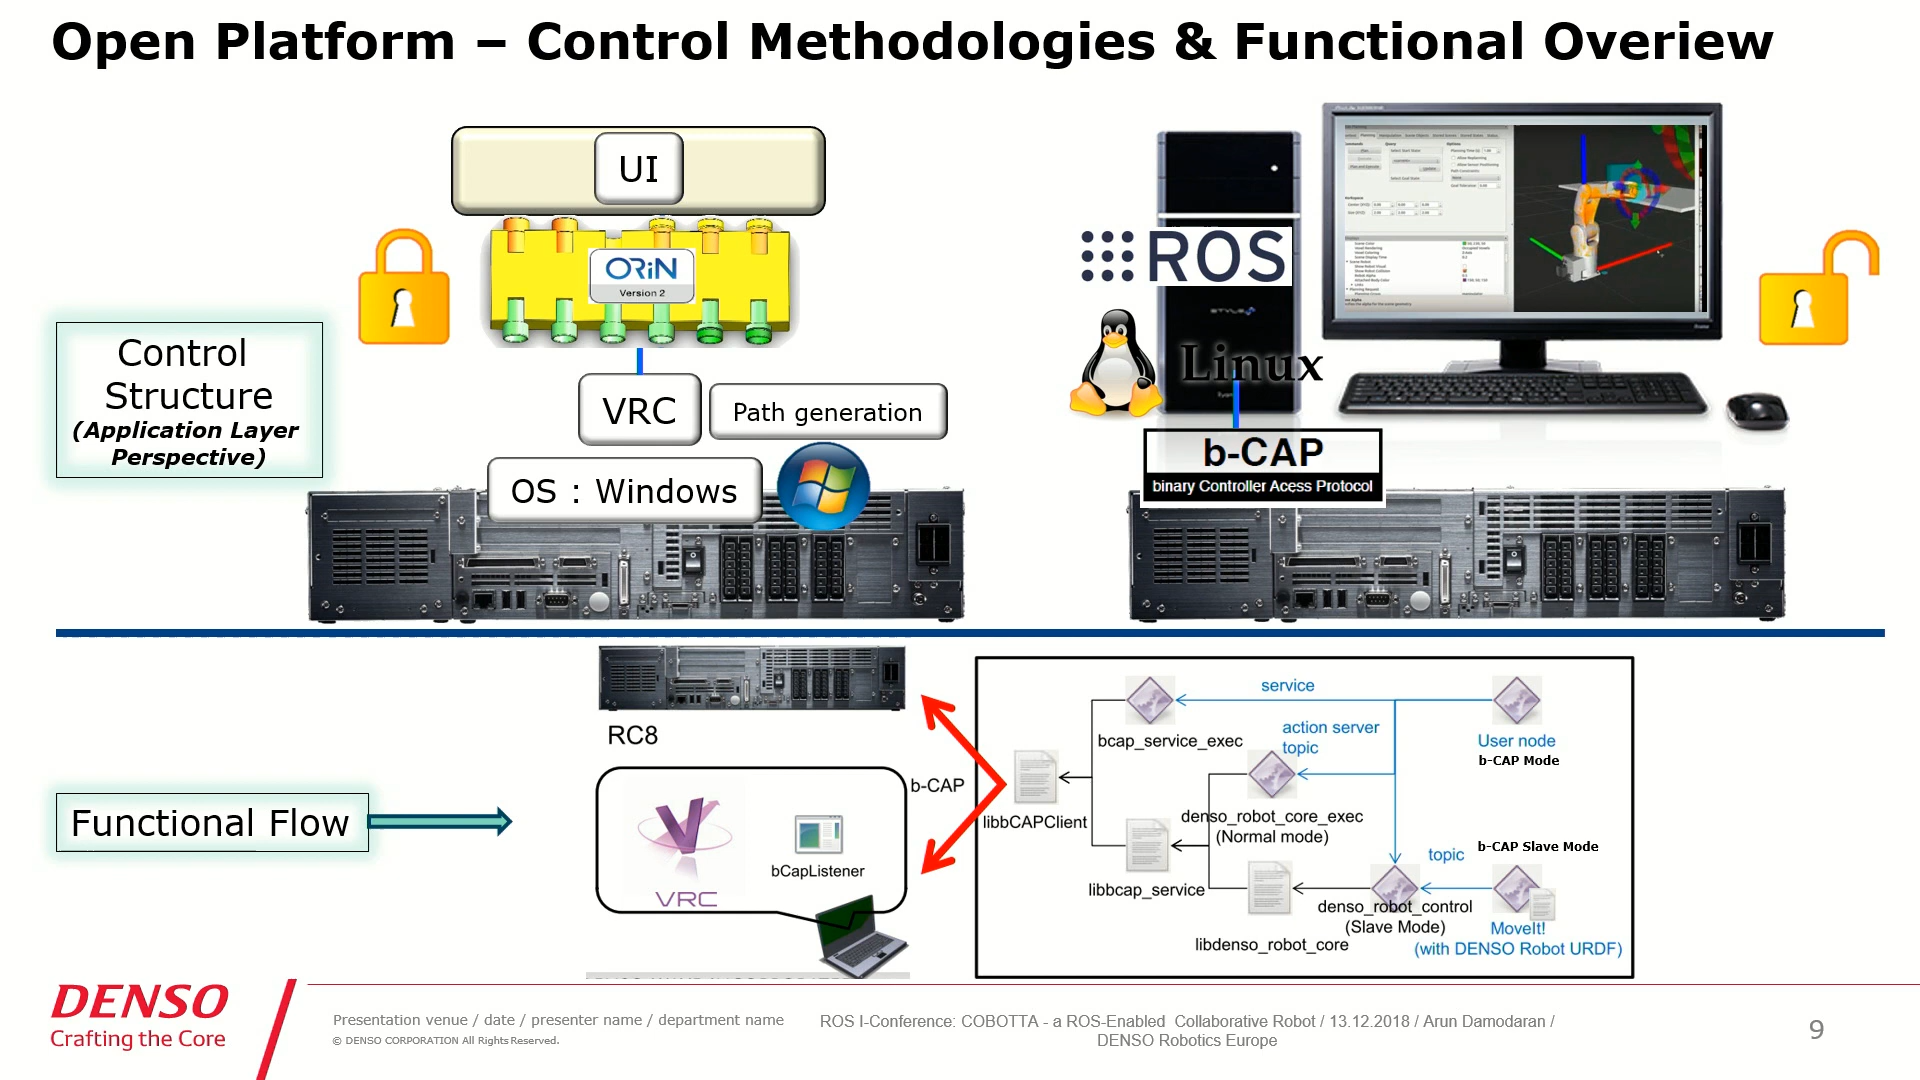 Open Platform – Control Methodologies & Functional Overiew
UI
ORiN
Version 2
VRC
Path generation
OS : Windows
Control
Structure
(Application Layer
Perspective)
ROS
Linux
b-CAP
binary Controller Acess Protocol
RC8
VRC
bCapListener
b-CAP
Functional Flow
service
bcap_service_exec
action server
topic
User node
b-CAP Mode
libbCAPClient
denso_robot_core_exec
(Normal mode)
topic
b-CAP Slave Mode
libbcap_service
denso_robot_control
(Slave Mode)
MoveIt!
(with DENSO Robot URDF)
libdenso_robot_core
DENSO
Crafting the Core
Presentation venue / date / presenter name / department name
© DENSO CORPORATION All Rights Reserved.
ROS I-Conference: COBOTTA - a ROS-Enabled Collaborative Robot / 13.12.2018 / Arun Damodaran /
DENSO Robotics Europe
9